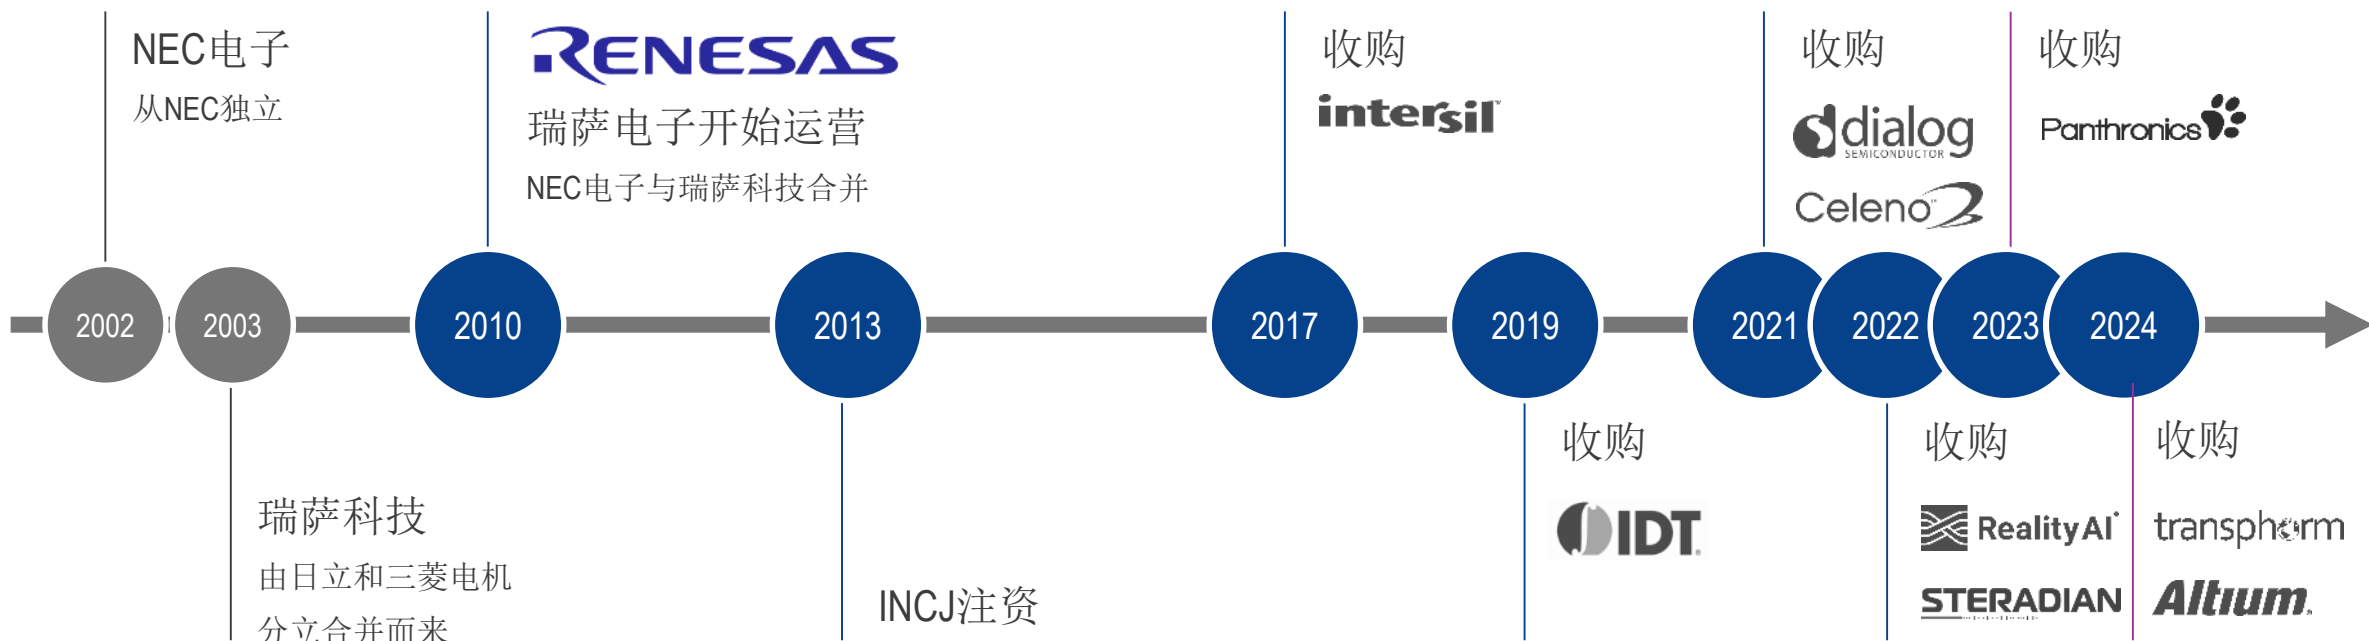 NEC电子
从NEC独立
RENESAS
瑞萨电子开始运营
NEC电子与瑞萨科技合并
收购
intersil
收购
dialog
SEMICONDUCTOR
Celeno
收购
Panthronics
2002
2003
2010
2013
2017
2019
2021
2022
2023
2024
瑞萨科技
由日立和三菱电机
分立合并而来
INCJ注资
收购
IDT
收购
Reality AI
STERADIAN
收购
transphorm
Altium